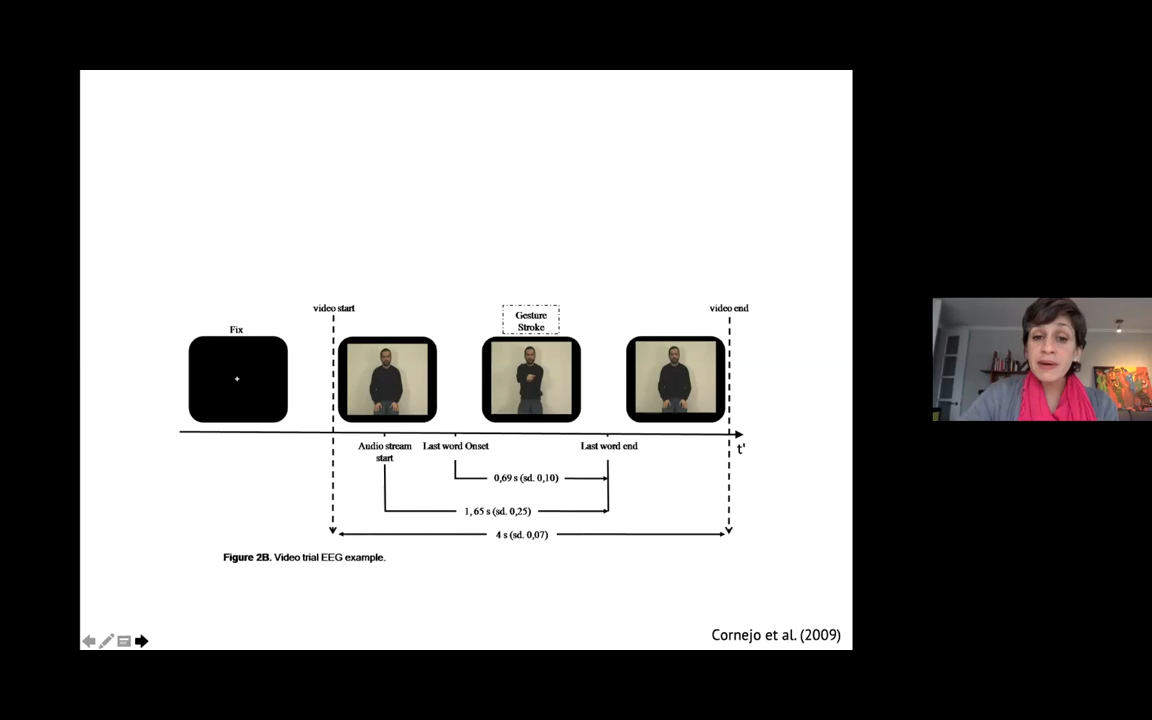 video start
Gesture
Stroke
video end
Fix
Audio stream
start
Last word Onset
Last word end
t'
0,69 s (sd. 0,10)
1, 65 s (sd. 0,25)
4 s (sd. 0,07)
Figure 2B. Video trial EEG example.
Cornejo et al. (2009)